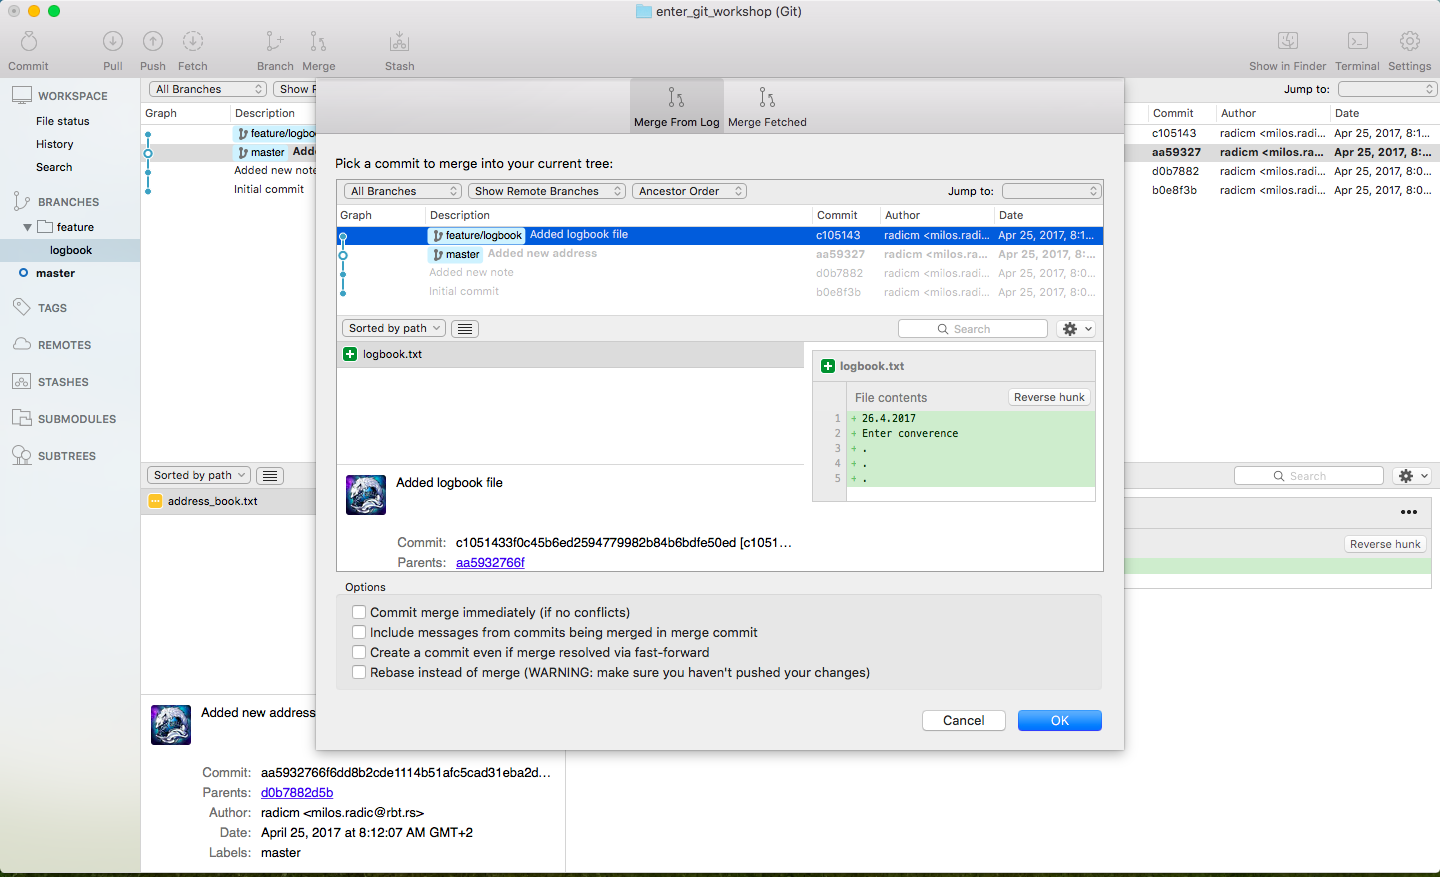 enter_git_workshop (Git)
Commit
Pull
Push
Fetch
Branch
Merge
Stash
Show in Finder
Terminal
Settings
WORKSPACE
File status
History
Search
BRANCHES
feature
logbook
master
TAGS
REMOTES
STASHES
SUBMODULES
SUBTREES
All Branches
Show R
Jump to:
Graph
Description
Commit
Author
Date
feature/logbo
c105143
radicm <milos.radi...
Apr 25, 2017, 8:1...
master
Add
aa59327
radicm <milos.ra...
Apr 25, 2017, 8:...
Added new note
d0b7882
radicm <milos.radi...
Apr 25, 2017, 8:0...
Initial commit
b0e8f3b
radicm <milos.radi...
Apr 25, 2017, 8:0...
Merge From Log
Merge Fetched
Pick a commit to merge into your current tree:
All Branches
Show Remote Branches
Ancestor Order
Jump to:
Graph
Description
Commit
Author
Date
feature/logbook
Added logbook file
c105143
radicm <milos.radi...
Apr 25, 2017, 8:1...
master
Added new address
aa59327
radicm <milos.ra...
Apr 25, 2017, 8:...
Added new note
d0b7882
radicm <milos.radi...
Apr 25, 2017, 8:0...
Initial commit
b0e8f3b
radicm <milos.radi...
Apr 25, 2017, 8:0...
Sorted by path
Search
logbook.txt
logbook.txt
File contents
Reverse hunk
1 + 26.4.2017
2 + Enter converence
3 + .
4 + .
5 + .
Added logbook file
Commit: c1051433f0c45b6ed2594779982b84b6bdfe50ed [c1051...
Parents: aa5932766f
Options
Commit merge immediately (if no conflicts)
Include messages from commits being merged in merge commit
Create a commit even if merge resolved via fast-forward
Rebase instead of merge (WARNING: make sure you haven't pushed your changes)
Cancel
OK
Sorted by path
Search
address_book.txt
Reverse hunk
Added new address
Commit: aa5932766f6dd8b2cde1114b51afc5cad31eba2d...
Parents: d0b7882d5b
Author: radicm <milos.radic@rbt.rs>
Date: April 25, 2017 at 8:12:07 AM GMT+2
Labels: master